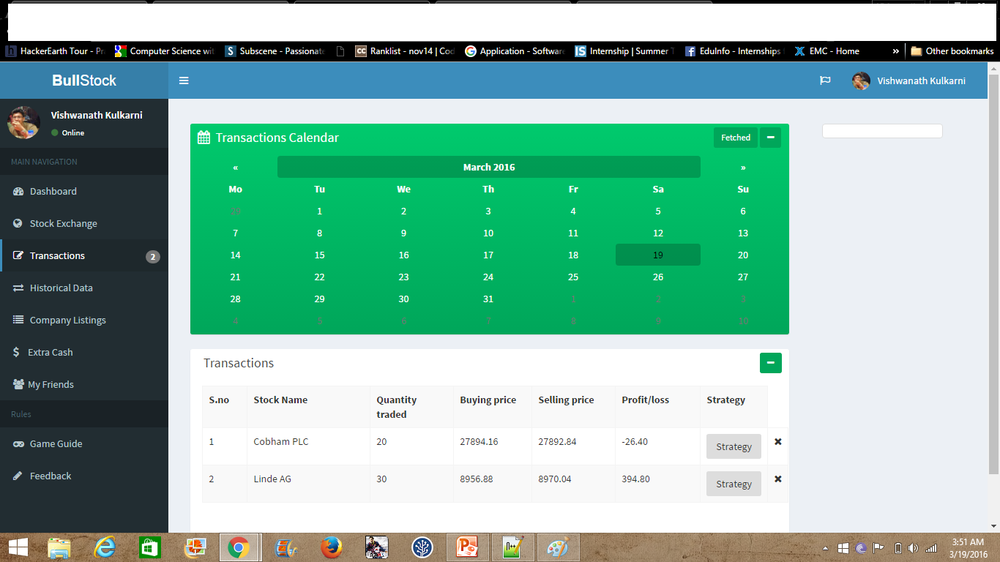 HackerEarth Tour - Pr
Computer Science wit
Subscene - Passionate
Ranklist - nov14 | Cod
Application - Software
Internship | Summer T
EduInfo - Internships
EMC - Home
»
Other bookmarks
BullStock
Vishwanath Kulkarni
Vishwanath Kulkarni
Online
MAIN NAVIGATION
Dashboard
Stock Exchange
Transactions 2
Historical Data
Company Listings
$ Extra Cash
My Friends
Rules
Game Guide
Feedback
Transactions Calendar Fetched
« March 2016 »
Mo Tu We Th Fr Sa Su
29 1 2 3 4 5 6
7 8 9 10 11 12 13
14 15 16 17 18 19 20
21 22 23 24 25 26 27
28 29 30 31 1 2 3
4 5 6 7 8 9 10
Transactions
S.no Stock Name Quantity traded Buying price Selling price Profit/loss Strategy
1 Cobham PLC 20 27894.16 27892.84 -26.40 Strategy
2 Linde AG 30 8956.88 8970.04 394.80 Strategy
3:51 AM
3/19/2016